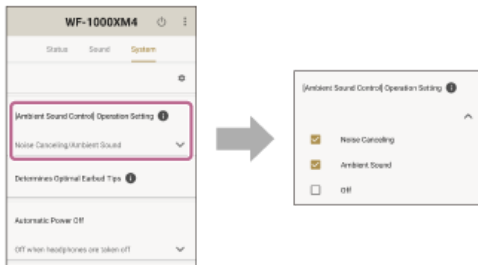 WF-1000XM4
Status Sound System
[Ambient Sound Control] Operation Setting
Noise Canceling/Ambient Sound
Determines Optimal Earbud Tips
Automatic Power Off
Off when headphones are taken off
[Ambient Sound Control] Operation Setting
Noise Canceling
Ambient Sound
Off